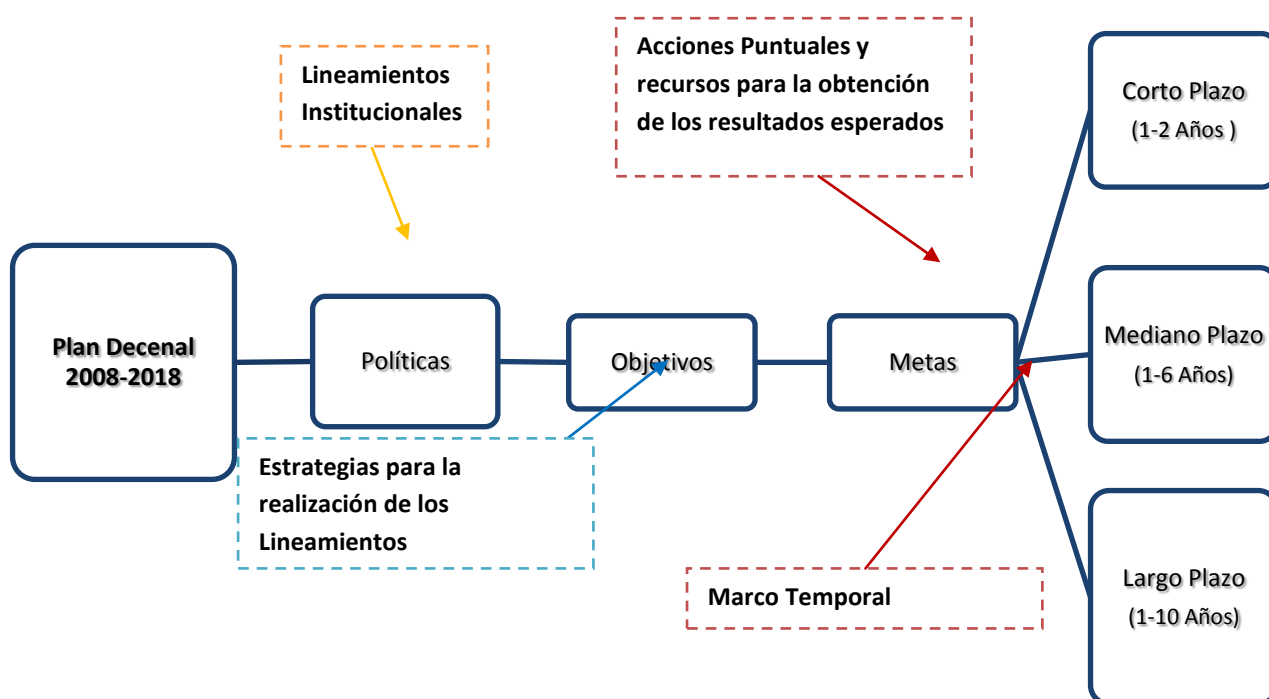 Lineamientos
Institucionales
Acciones Puntuales y
recursos para la obtención
de los resultados esperados
Corto Plazo
(1-2 Años )
Plan Decenal
2008-2018
Políticas
Objetivos
Metas
Mediano Plazo
(1-6 Años)
Estrategias para la
realización de los
Lineamientos
Marco Temporal
Largo Plazo
(1-10 Años)